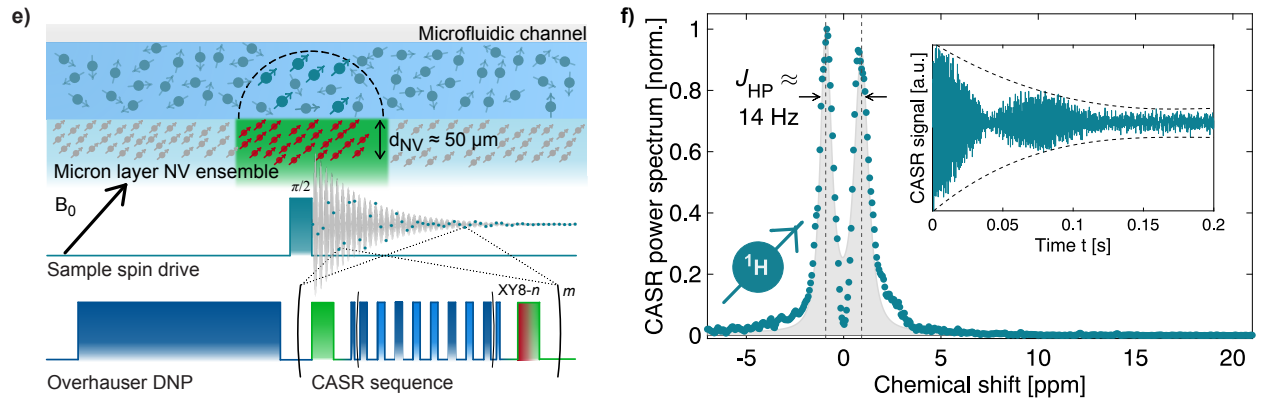 e)
Microfluidic channel
d_NV ≈ 50 µm
Micron layer NV ensemble
B_0
π/2
Sample spin drive
XY8-n
m
Overhauser DNP
CASR sequence
f)
CASR power spectrum [norm.]
1
0.8
0.6
0.4
0.2
0
-5
0
5
10
15
20
Chemical shift [ppm]
J_HP ≈
14 Hz
¹H
CASR signal [a.u.]
0
0.05
0.1
0.15
0.2
Time t [s]